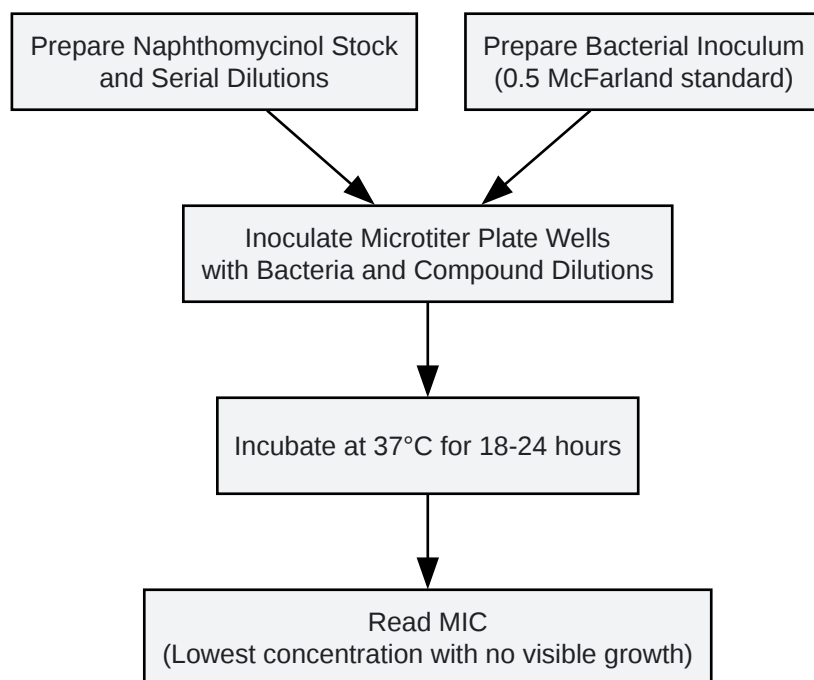 Prepare Naphthomycinol Stock
and Serial Dilutions
Prepare Bacterial Inoculum
(0.5 McFarland standard)
Inoculate Microtiter Plate Wells
with Bacteria and Compound Dilutions
Incubate at 37°C for 18-24 hours
Read MIC
(Lowest concentration with no visible growth)